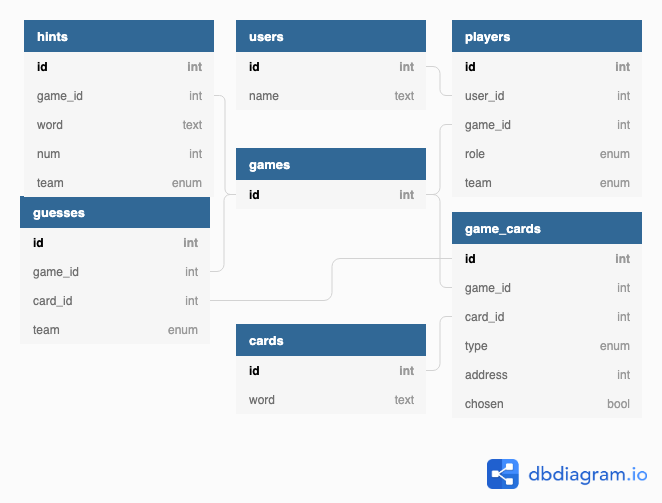 hints
id int
game_id int
word text
num int
team enum
guesses
id int
game_id int
card_id int
team enum
users
id int
name text
games
id int
cards
id int
word text
players
id int
user_id int
game_id int
role enum
team enum
game_cards
id int
game_id int
card_id int
type enum
address int
chosen bool
dbdiagram.io